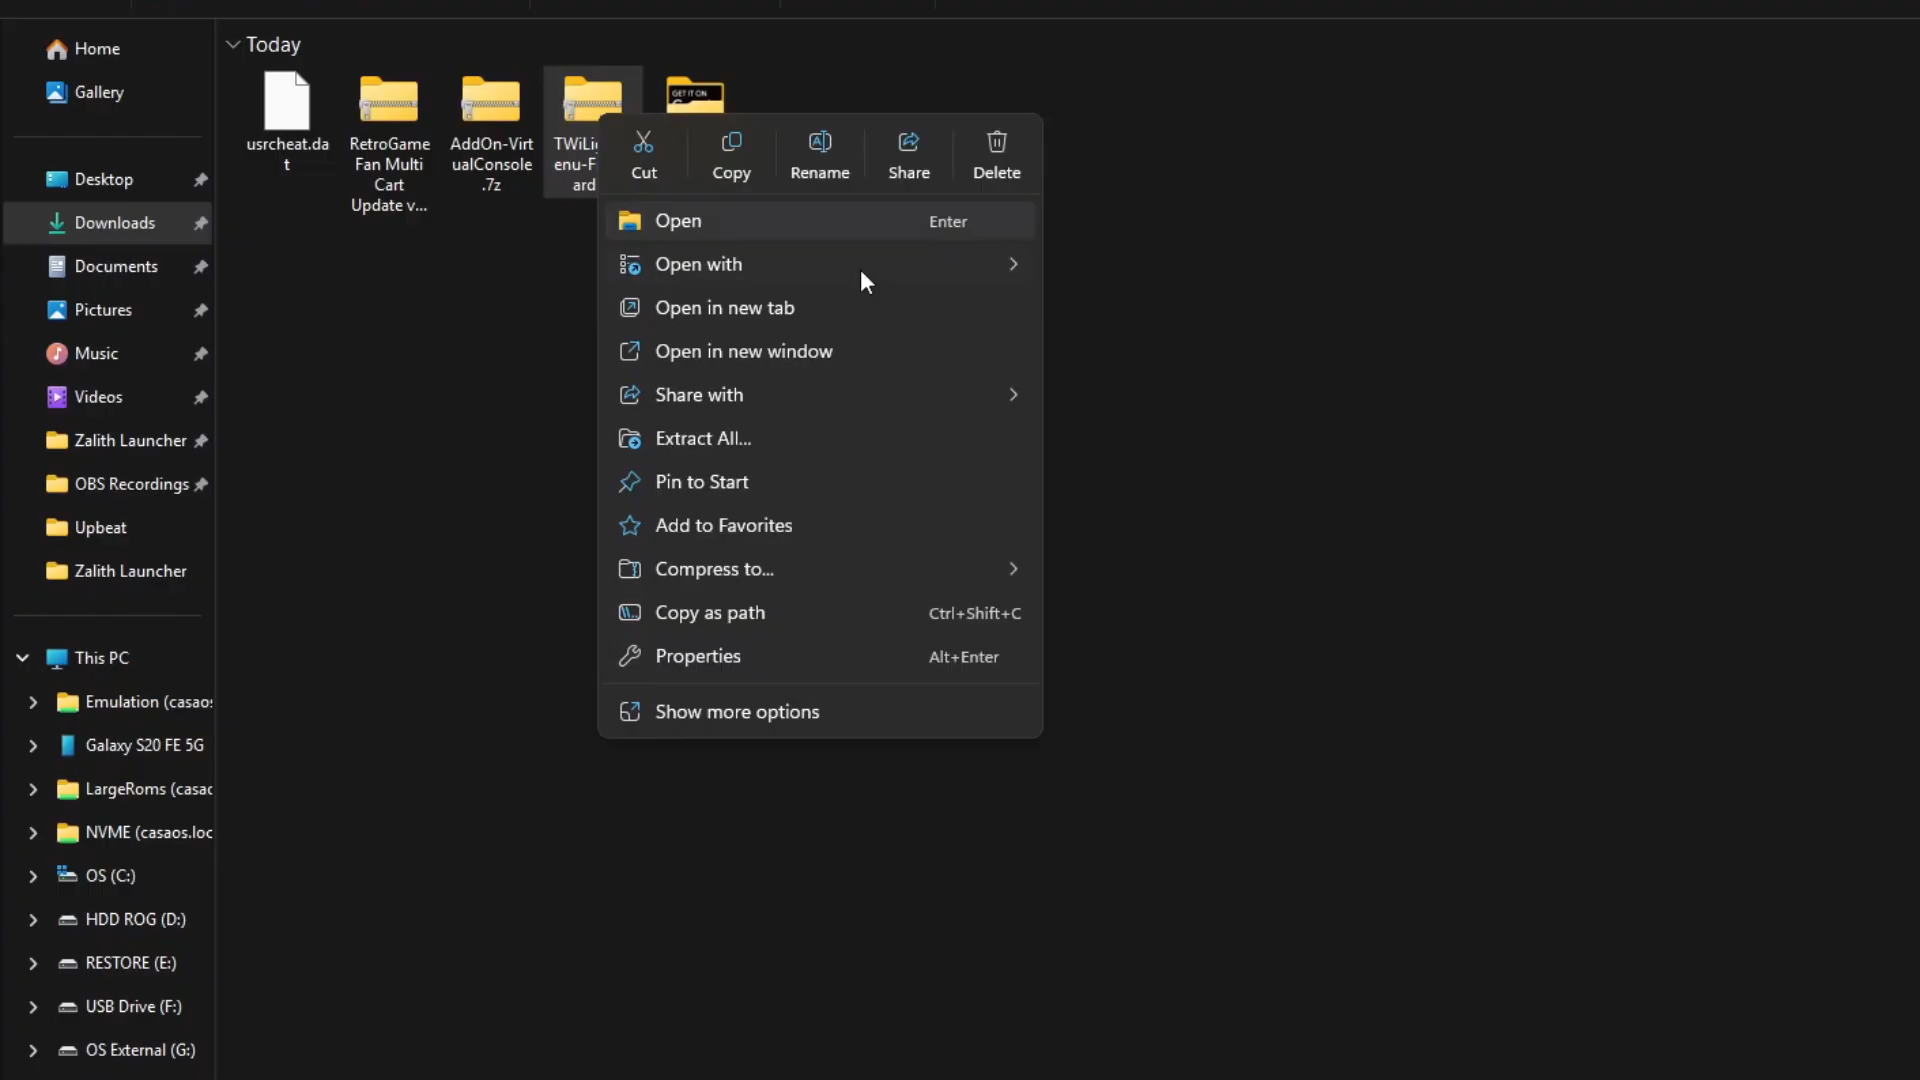 Home
Gallery
Desktop
Downloads
Documents
Pictures
Music
Videos
Zalith Launcher
OBS Recordings
Upbeat
Zalith Launcher
This PC
Emulation (casaos
Galaxy S20 FE 5G
LargeRoms (casac
NVME (casaos.loc
OS (C:)
HDD ROG (D:)
RESTORE (E:)
USB Drive (F:)
OS External (G:)
Today
usrcheat.da
t
RetroGame
Fan Multi
Cart
Update v...
AddOn-Virt
ualConsole
.7z
TWiLi
enu-F
ard
GET IT ON
Cut
Copy
Rename
Share
Delete
Open Enter
Open with
Open in new tab
Open in new window
Share with
Extract All...
Pin to Start
Add to Favorites
Compress to...
Copy as path Ctrl+Shift+C
Properties Alt+Enter
Show more options